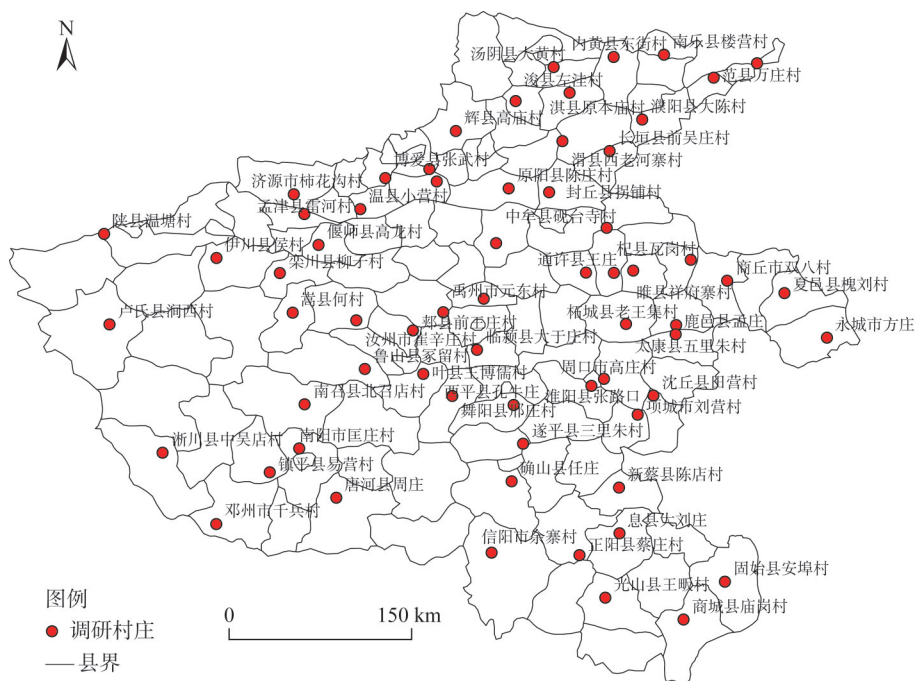 N
汤阴县大黄村
内黄县东街村
南乐县楼营村
浚县左洼村
范县万庄村
淇县原本庙村
濮阳县大陈村
辉县高庙村
长垣县前吴庄村
滑县西老河寨村
博爱县张武村
原阳县陈庄村
济源市柿花沟村
温县小营村
封丘县拐铺村
孟津县雷河村
陕县温塘村
偃师县高龙村
中牟县砚台寺村
伊川县侯村
杞县瓦岗村
栾川县柳才村
通许县王庄
商丘市双八村
夏邑县槐刘村
禹州市元东村
睢县祥府寨村
嵩县何村
柘城县老王集村
卢氏县涧西村
郏县前王庄村
鹿邑县孟庄
永城市方庄
汝州市崔辛庄村
临颍县大于庄村
太康县五里朱村
鲁山县冢留村
叶县王博儒村
周口市高庄村
南召县北召店村
西平县孔牛庄
淮阳县张路口
沈丘县阳营村
舞阳县邢庄村
项城市刘营村
遂平县三里朱村
南阳市匡庄村
淅川县中吴店村
镇平县易营村
确山县任庄
新蔡县陈店村
唐河县周庄
邓州市千兵村
息县大刘庄
信阳市余寨村
正阳县蔡庄村
固始县安埠村
光山县王畈村
商城县庙岗村
图例
0 150 km
调研村庄
县界